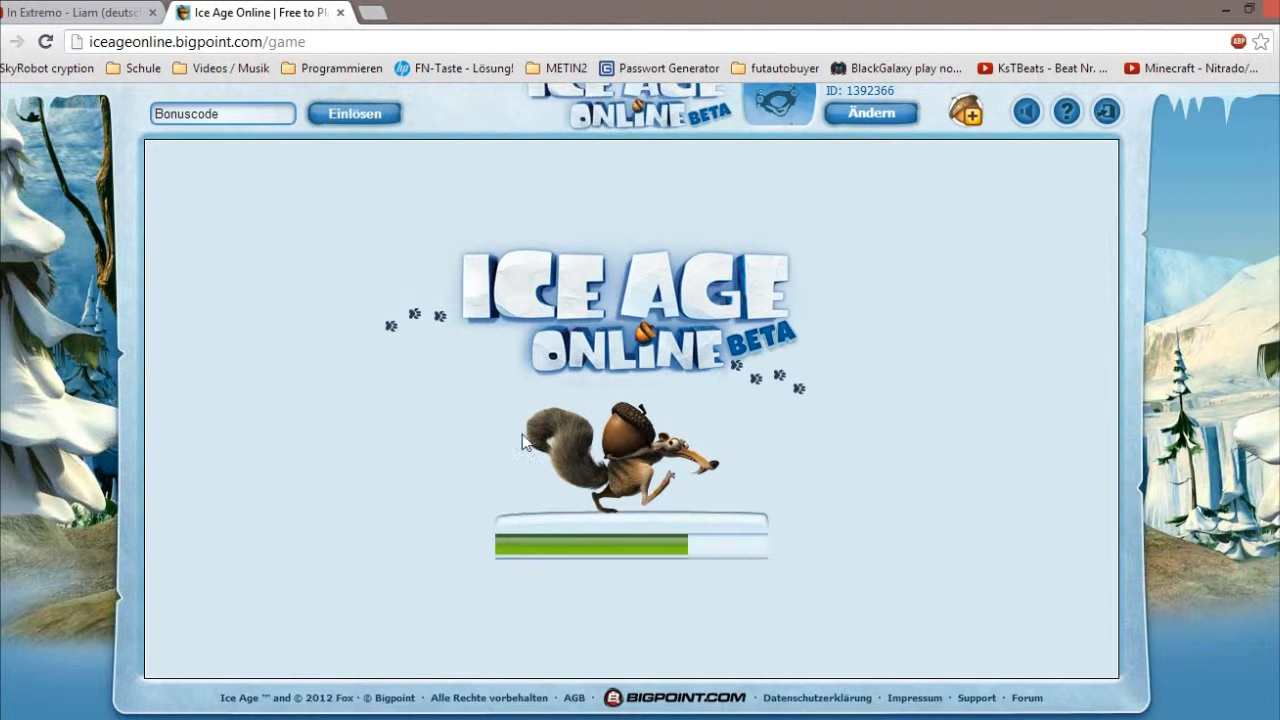 In Extremo - Liam (deutsc
Ice Age Online | Free to Pl
iceageonline.bigpoint.com/game
ABP
SkyRobot cryption
Schule
Videos / Musik
Programmieren
FN-Taste - Lösung!
METIN2
Passwort Generator
futautobuyer
BlackGalaxy play no...
KsTBeats - Beat Nr. ...
Minecraft - Nitrado/...
Bonuscode
Einlösen
ICE AGE
ONLINE BETA
ID: 1392366
Ändern
ICE AGE
ONLINE BETA
Ice Age ™ and © 2012 Fox · © Bigpoint · Alle Rechte vorbehalten · AGB · BIGPOINT.COM · Datenschutzerklärung · Impressum · Support · Forum